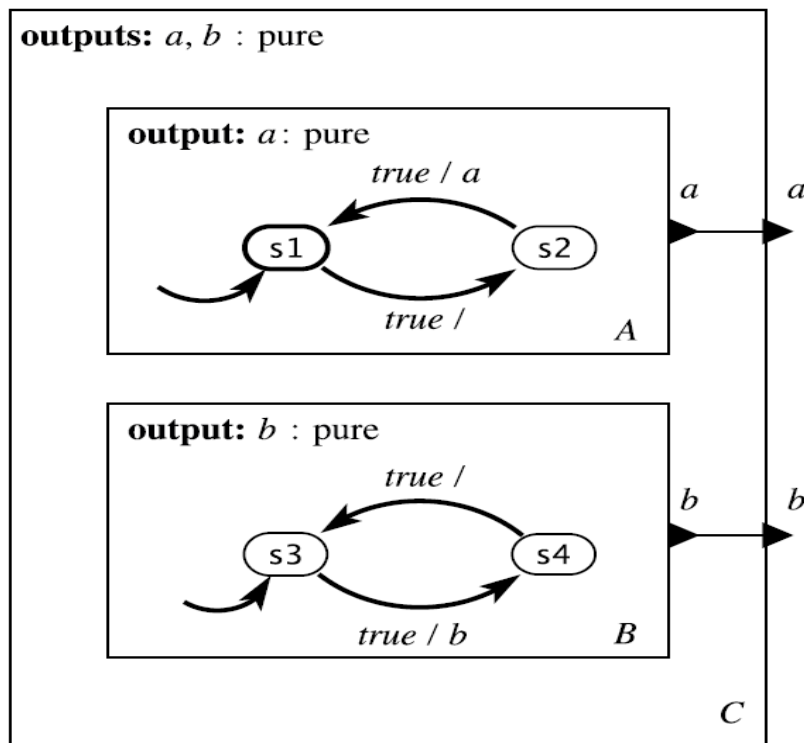 outputs: a, b : pure
output: a: pure
true / a
a
a
s1
s2
true /
A
output: b : pure
true /
b
b
s3
s4
true / b
B
C